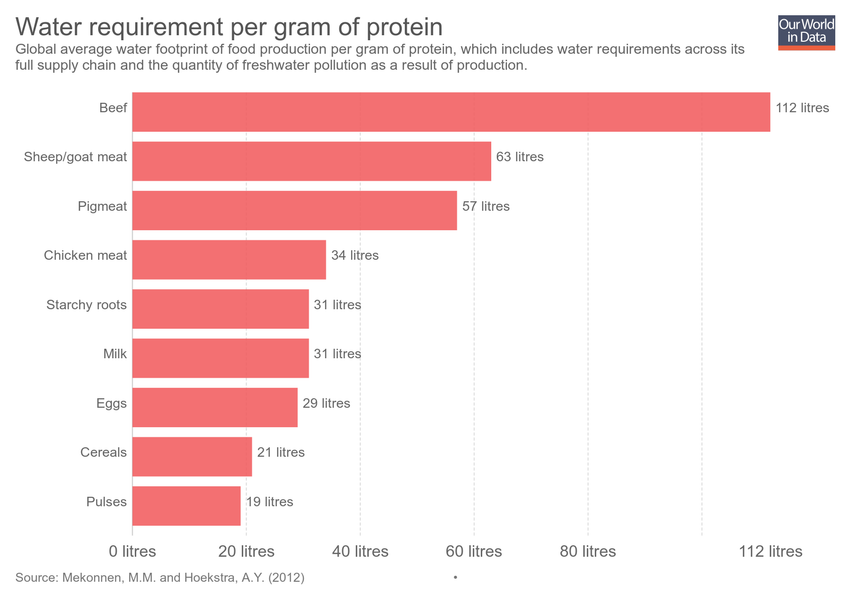 Water requirement per gram of protein
Our World
in Data
Global average water footprint of food production per gram of protein, which includes water requirements across its
full supply chain and the quantity of freshwater pollution as a result of production.
Beef 112 litres
Sheep/goat meat 63 litres
Pigmeat 57 litres
Chicken meat 34 litres
Starchy roots 31 litres
Milk 31 litres
Eggs 29 litres
Cereals 21 litres
Pulses 19 litres
0 litres 20 litres 40 litres 60 litres 80 litres 112 litres
Source: Mekonnen, M.M. and Hoekstra, A.Y. (2012) •